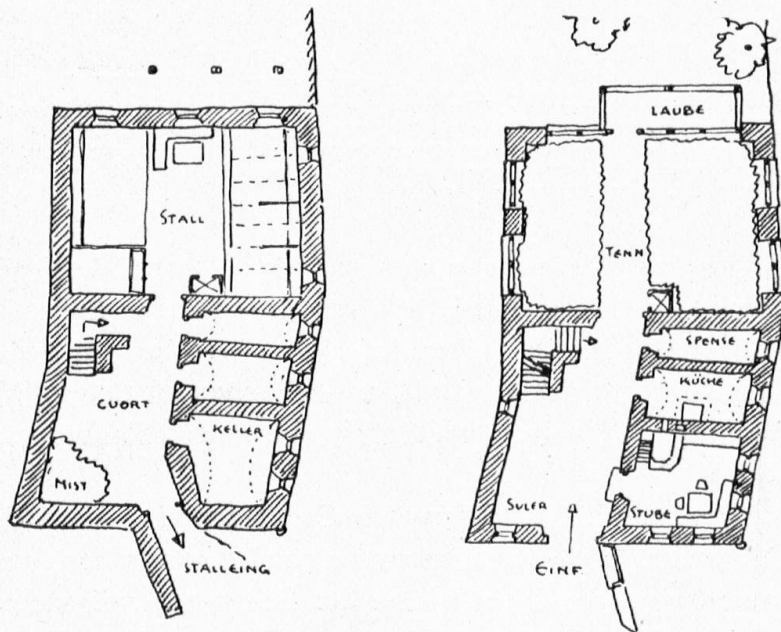 STALL
CUORT
KELLER
MIST
STALLEING
LAUBE
TENN
SPENSE
KÜCHE
SULER
STUBE
EINF.